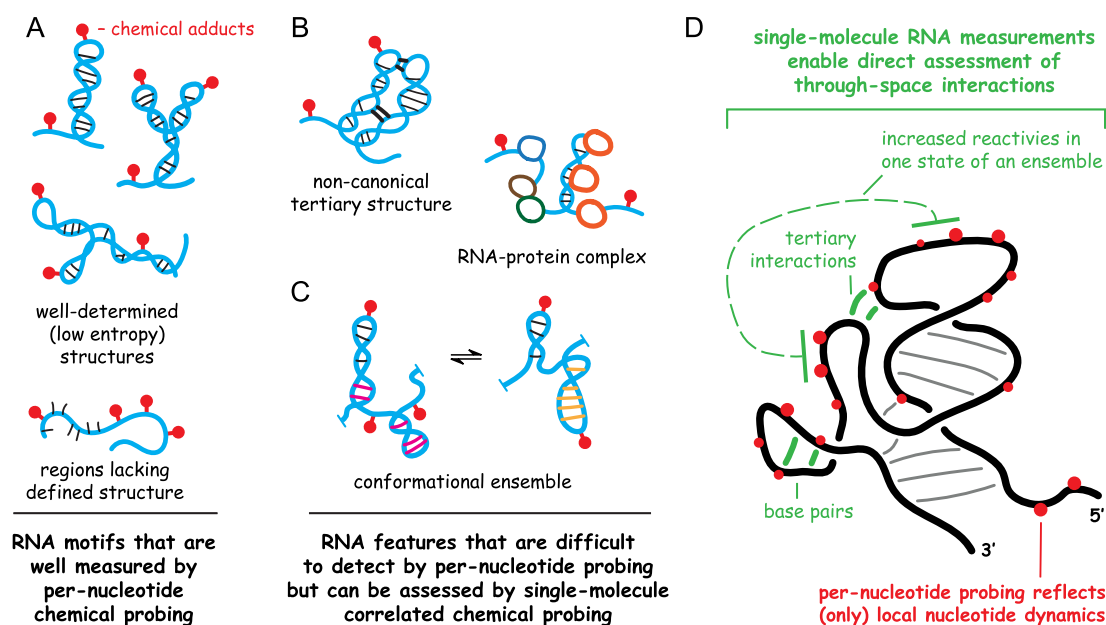 A
– chemical adducts
well-determined
(low entropy)
structures
regions lacking
defined structure
RNA motifs that are
well measured by
per-nucleotide
chemical probing
B
non-canonical
tertiary structure
RNA-protein complex
C
conformational ensemble
RNA features that are difficult
to detect by per-nucleotide probing
but can be assessed by single-molecule
correlated chemical probing
D
single-molecule RNA measurements
enable direct assessment of
through-space interactions
increased reactivies in
one state of an ensemble
tertiary
interactions
base pairs
5'
3'
per-nucleotide probing reflects
(only) local nucleotide dynamics